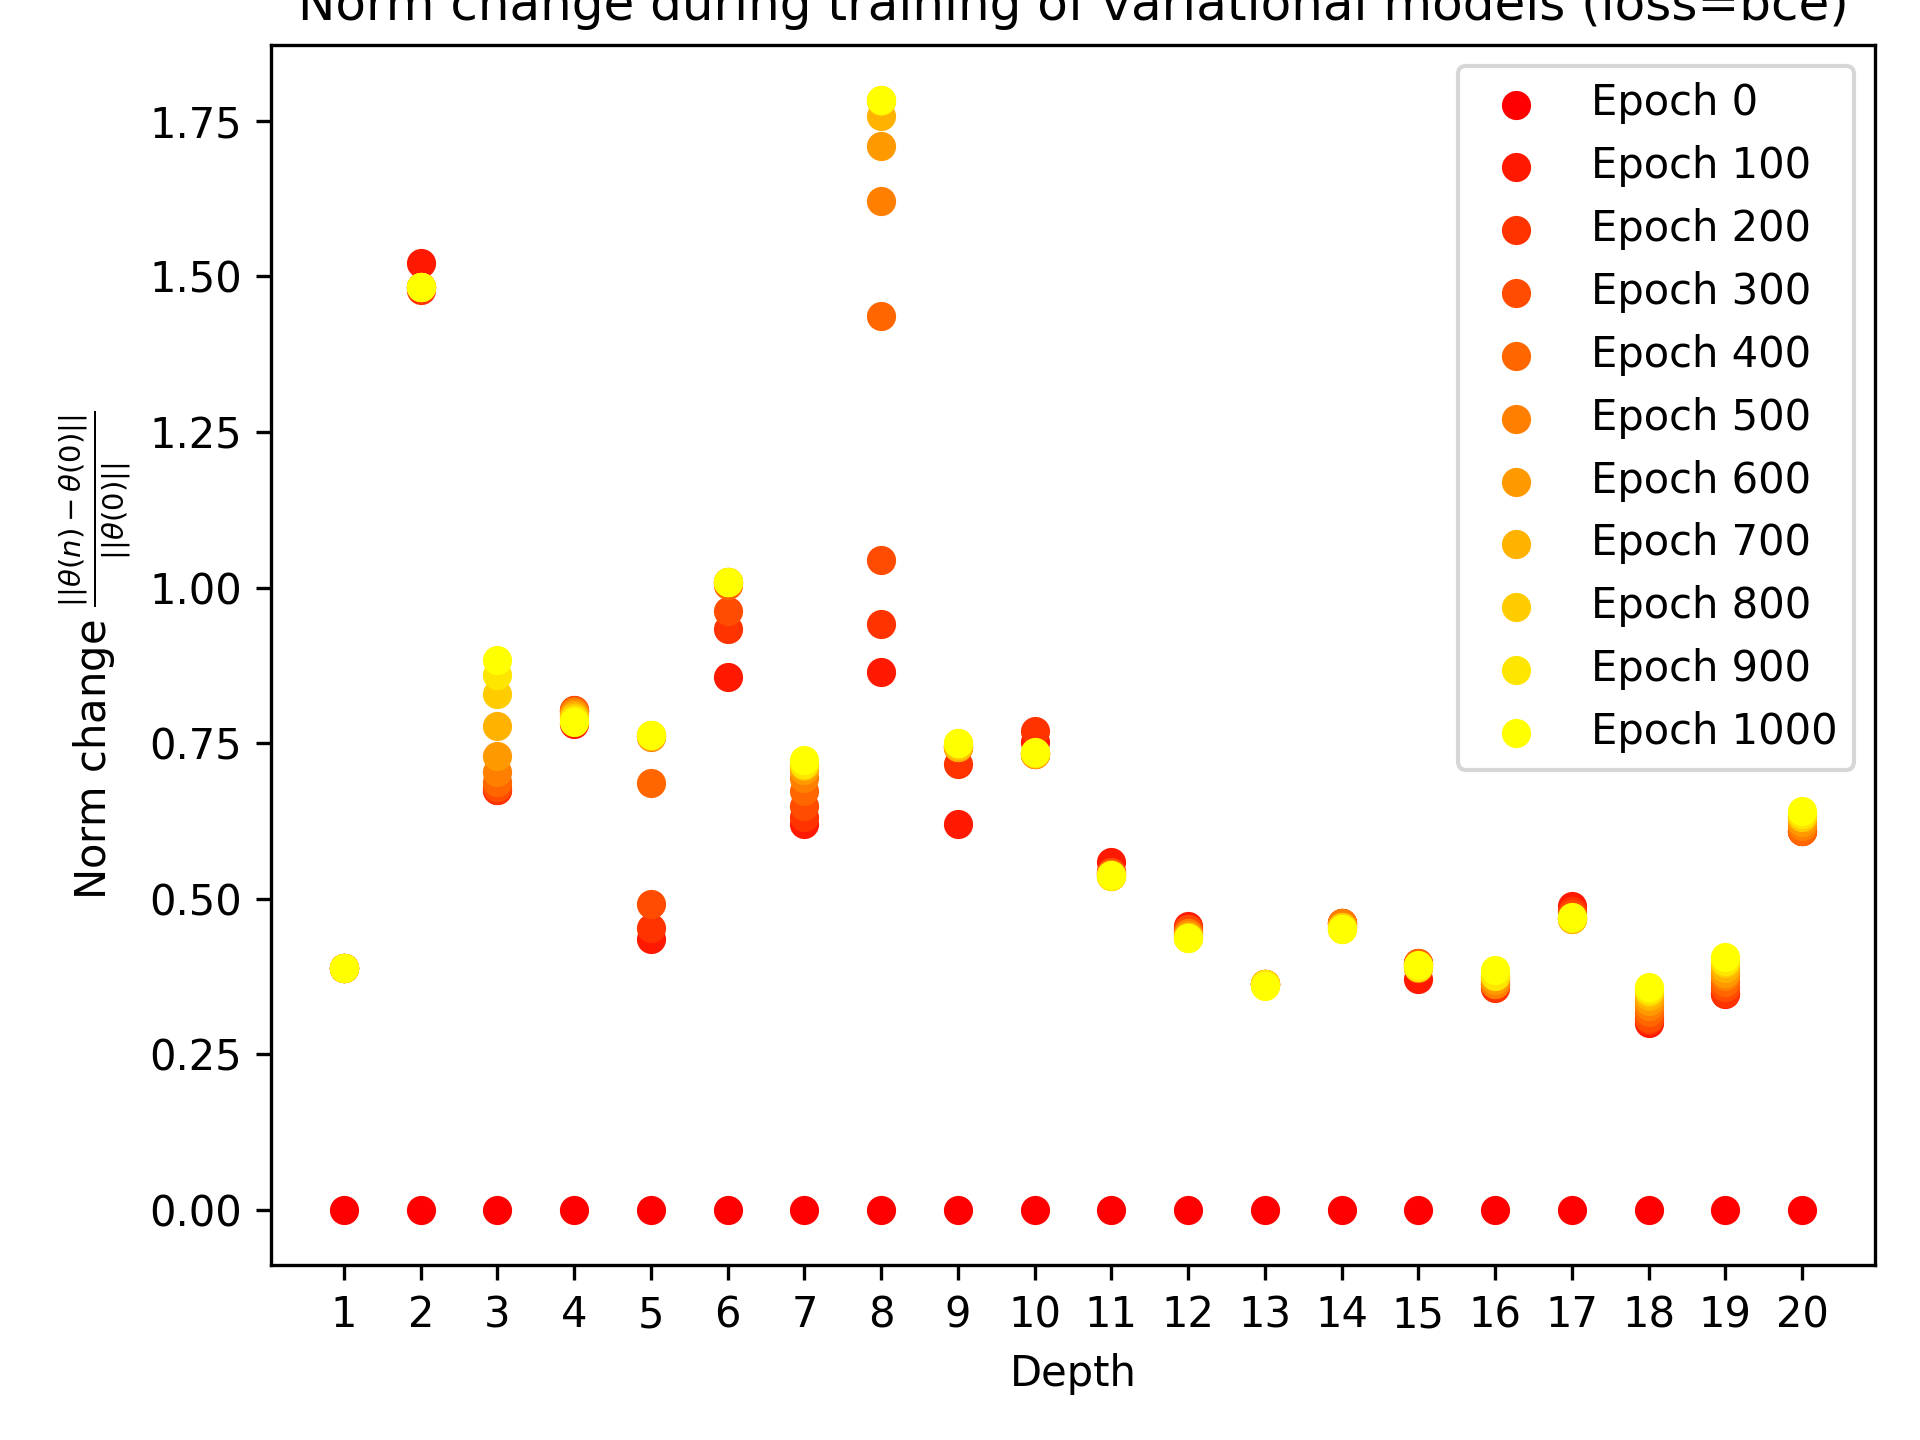 Norm change during training of variational models (loss=bce)
Norm change ||θ(n) − θ(0)|| / ||θ(0)||
1.75
1.50
1.25
1.00
0.75
0.50
0.25
0.00
Epoch 0
Epoch 100
Epoch 200
Epoch 300
Epoch 400
Epoch 500
Epoch 600
Epoch 700
Epoch 800
Epoch 900
Epoch 1000
1 2 3 4 5 6 7 8 9 10 11 12 13 14 15 16 17 18 19 20
Depth